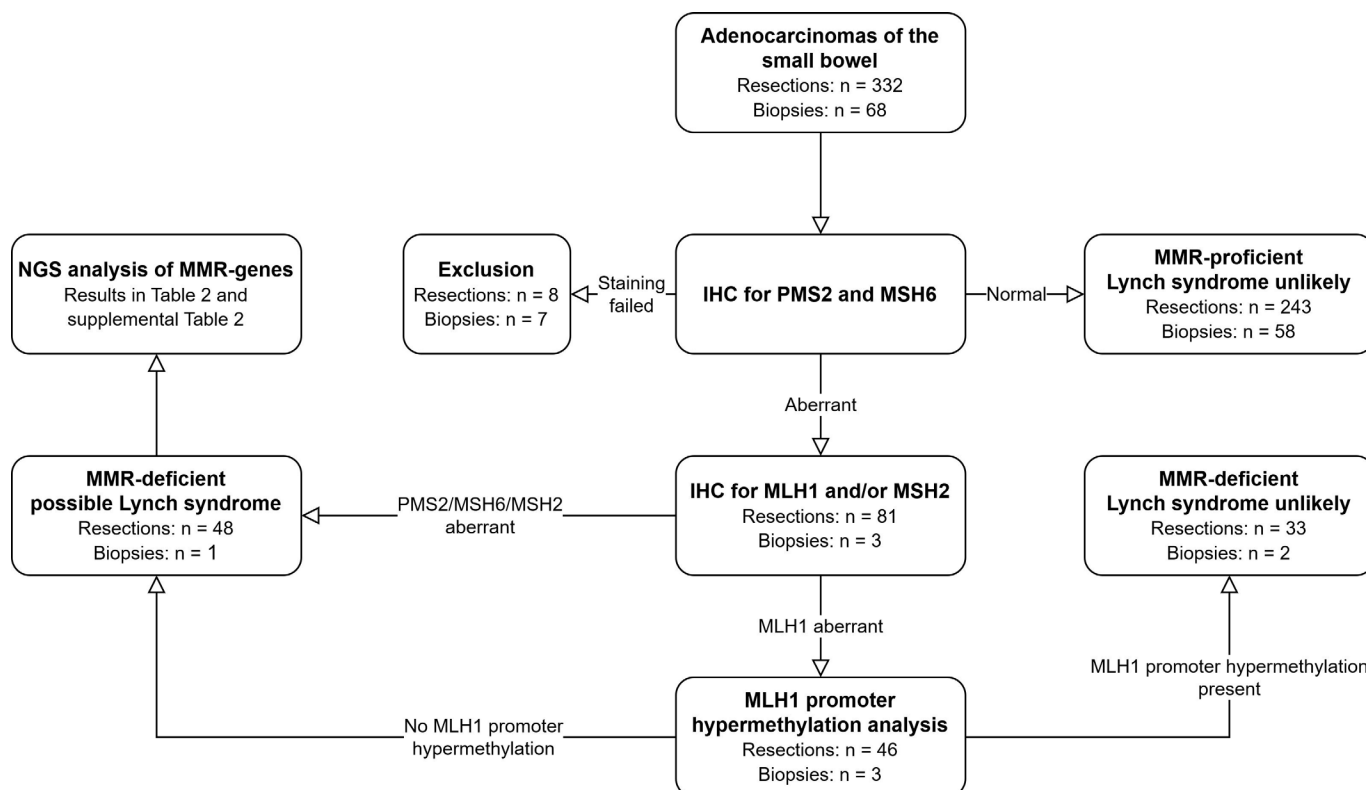 Adenocarcinomas of the
small bowel
Resections: n = 332
Biopsies: n = 68
NGS analysis of MMR-genes
Results in Table 2 and
supplemental Table 2
Exclusion
Resections: n = 8
Biopsies: n = 7
Staining
failed
IHC for PMS2 and MSH6
Normal
MMR-proficient
Lynch syndrome unlikely
Resections: n = 243
Biopsies: n = 58
Aberrant
MMR-deficient
possible Lynch syndrome
Resections: n = 48
Biopsies: n = 1
PMS2/MSH6/MSH2
aberrant
IHC for MLH1 and/or MSH2
Resections: n = 81
Biopsies: n = 3
MMR-deficient
Lynch syndrome unlikely
Resections: n = 33
Biopsies: n = 2
MLH1 aberrant
MLH1 promoter hypermethylation
present
No MLH1 promoter
hypermethylation
MLH1 promoter
hypermethylation analysis
Resections: n = 46
Biopsies: n = 3